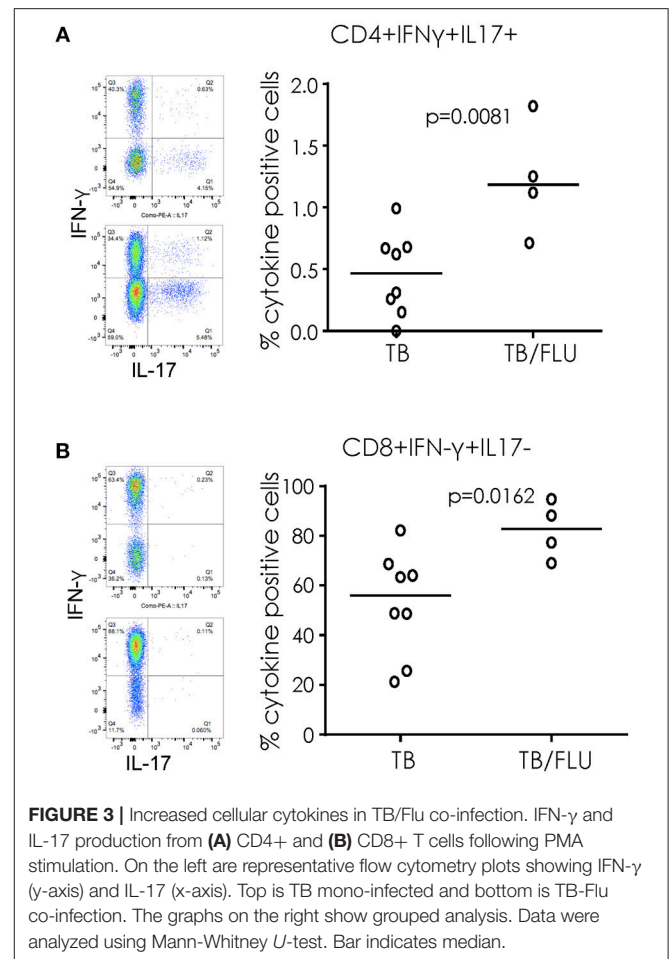 A
CD4+IFNγ+IL17+
Q3
40.3%
Q2
0.63%
Q4
54.9%
Q1
4.15%
Comp-PE-A :: IL17
Q3
34.4%
Q2
1.12%
Q4
59.0%
Q1
5.48%
IFN-γ
IL-17
% cytokine positive cells
2.0
1.5
1.0
0.5
0.0
p=0.0081
TB TB/FLU
B
CD8+IFN-γ+IL17-
Q3
63.4%
Q2
0.23%
Q4
36.2%
Q1
0.13%
Comp-PE-A :: IL17
Q3
88.1%
Q2
0.11%
Q4
11.7%
Q1
0.060%
IFN-γ
IL-17
% cytokine positive cells
100
80
60
40
20
0
p=0.0162
TB TB/FLU
FIGURE 3 | Increased cellular cytokines in TB/Flu co-infection. IFN-γ and
IL-17 production from (A) CD4+ and (B) CD8+ T cells following PMA
stimulation. On the left are representative flow cytometry plots showing IFN-γ
(y-axis) and IL-17 (x-axis). Top is TB mono-infected and bottom is TB-Flu
co-infection. The graphs on the right show grouped analysis. Data were
analyzed using Mann-Whitney U-test. Bar indicates median.